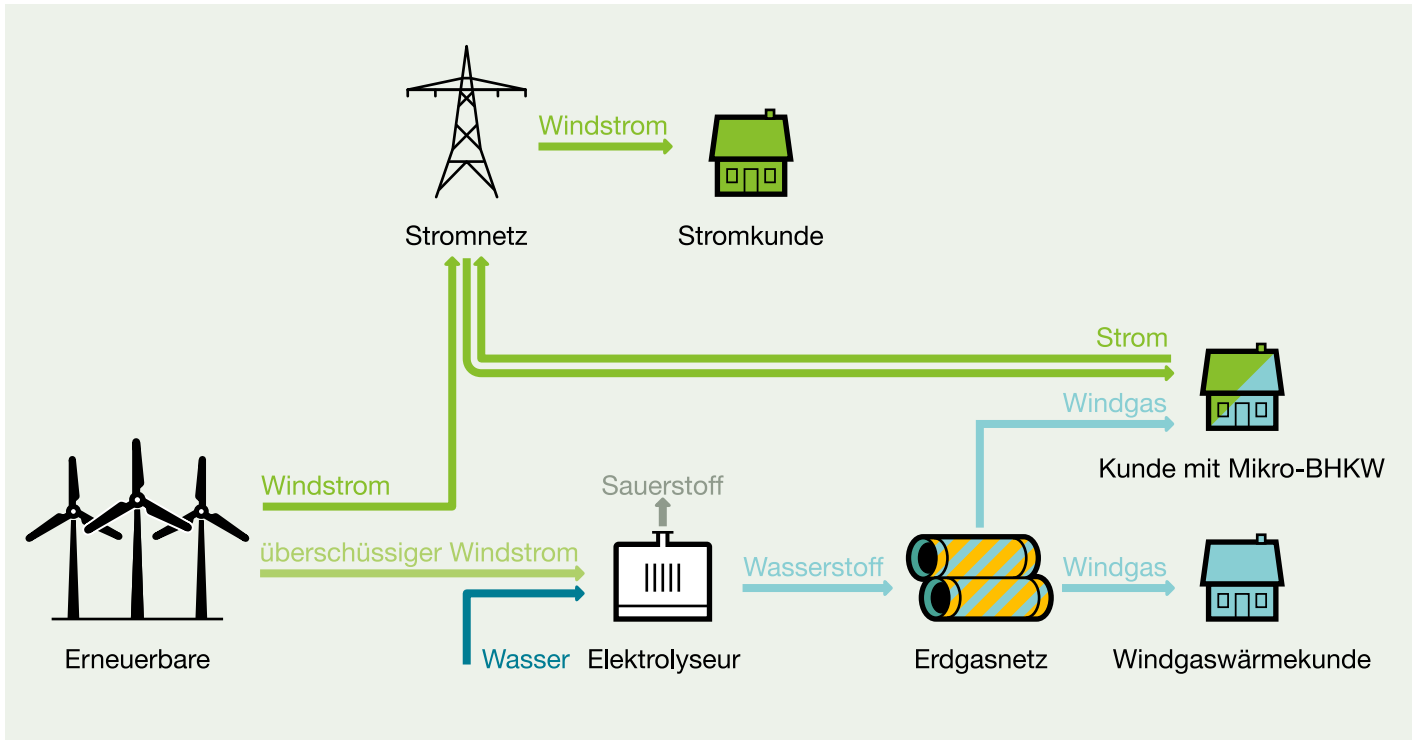 Windstrom
Stromnetz
Stromkunde
Strom
Windgas
Kunde mit Mikro-BHKW
Windstrom
Sauerstoff
überschüssiger Windstrom
Wasserstoff
Windgas
Erneuerbare
Wasser
Elektrolyseur
Erdgasnetz
Windgaswärmekunde